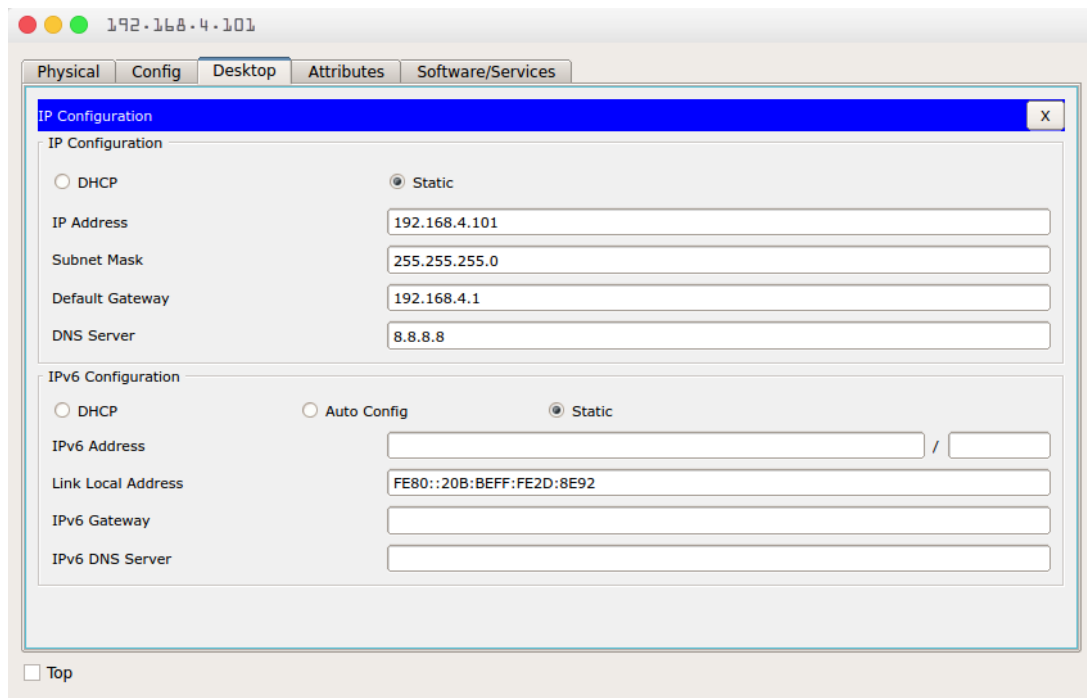 192.168.4.101
Physical Config Desktop Attributes Software/Services
IP Configuration X
IP Configuration
DHCP Static
IP Address 192.168.4.101
Subnet Mask 255.255.255.0
Default Gateway 192.168.4.1
DNS Server 8.8.8.8
IPv6 Configuration
DHCP Auto Config Static
IPv6 Address /
Link Local Address FE80::20B:BEFF:FE2D:8E92
IPv6 Gateway
IPv6 DNS Server
Top